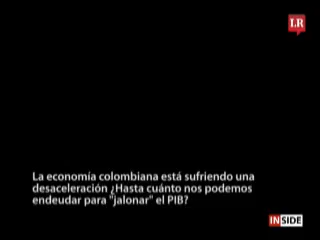 LR
La economía colombiana está sufriendo una
desaceleración ¿Hasta cuánto nos podemos
endeudar para "jalonar" el PIB?
INSIDE